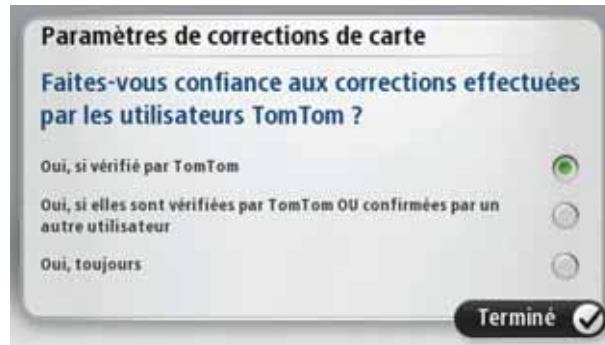 Paramètres de corrections de carte
Faites-vous confiance aux corrections effectuées
par les utilisateurs TomTom ?
Oui, si vérifié par TomTom
Oui, si elles sont vérifiées par TomTom OU confirmées par un
autre utilisateur
Oui, toujours
Terminé